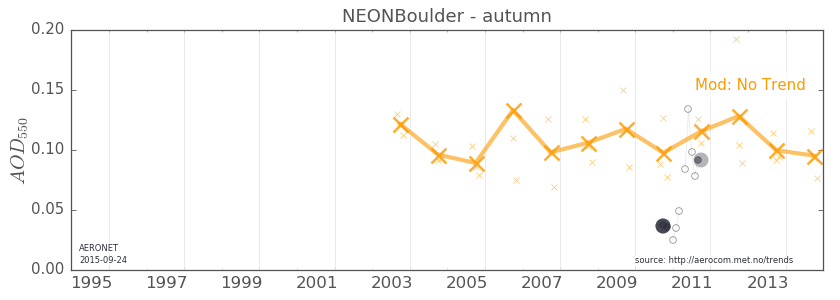 NEONBoulder - autumn
0.20
0.15
0.10
0.05
0.00
AOD550
Mod: No Trend
AERONET
2015-09-24
source: http://aerocom.met.no/trends
1995 1997 1999 2001 2003 2005 2007 2009 2011 2013